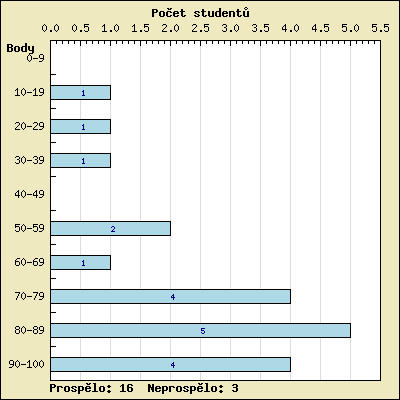 Počet studentů
0.0 0.5 1.0 1.5 2.0 2.5 3.0 3.5 4.0 4.5 5.0 5.5
Body
0-9
10-19 1
20-29 1
30-39 1
40-49
50-59 2
60-69 1
70-79 4
80-89 5
90-100 4
Prospělo: 16 Neprospělo: 3